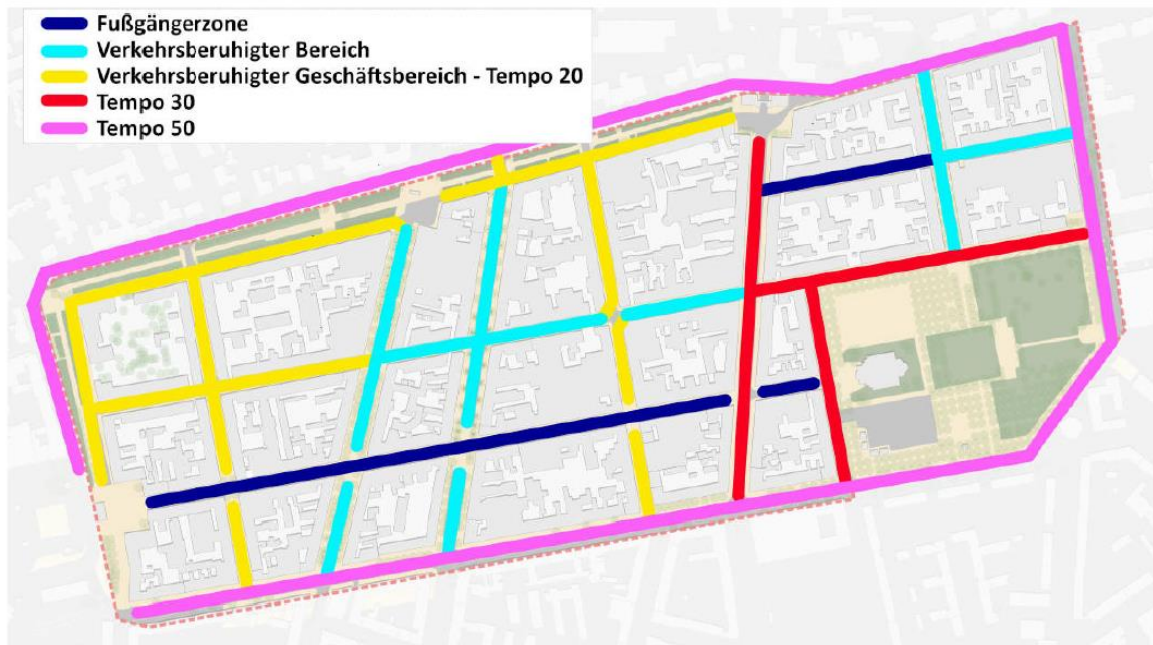 Fußgängerzone
Verkehrsberuhigter Bereich
Verkehrsberuhigter Geschäftsbereich - Tempo 20
Tempo 30
Tempo 50